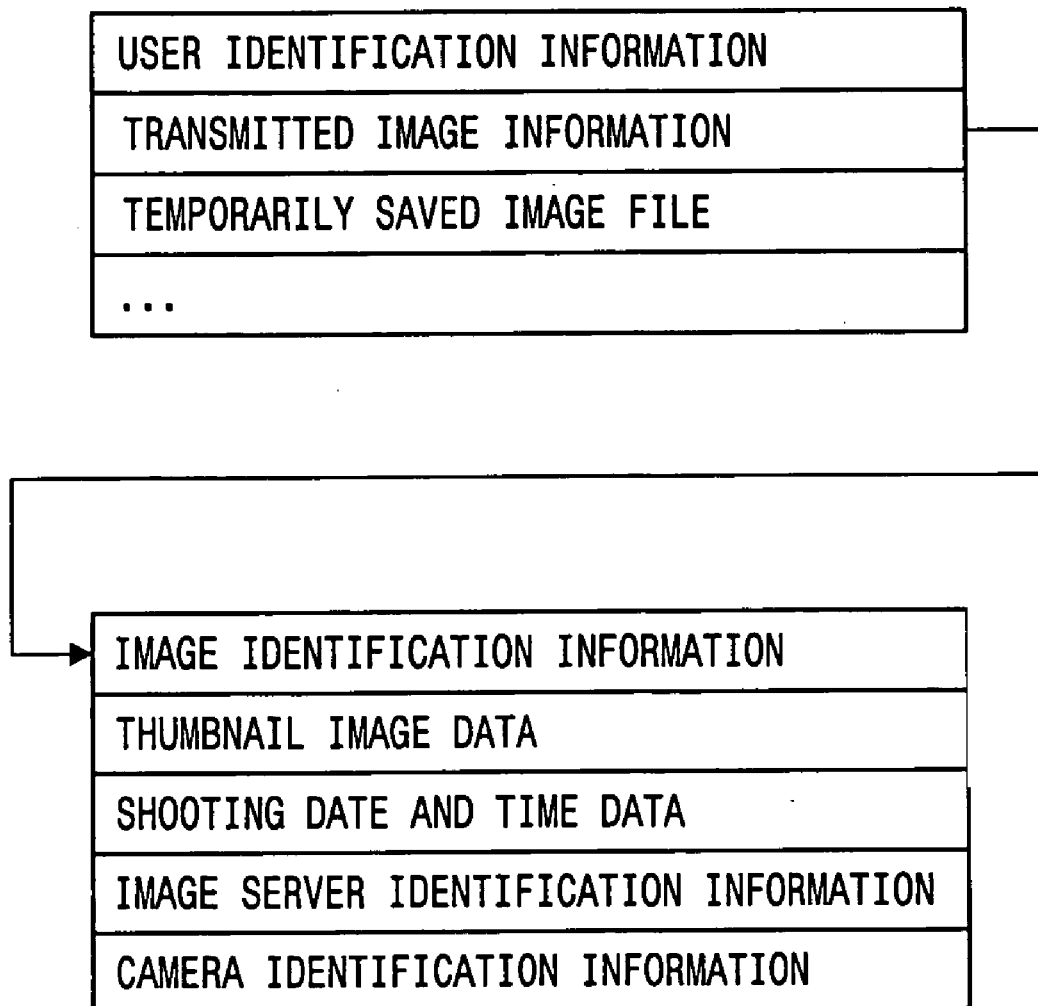 USER IDENTIFICATION INFORMATION
TRANSMITTED IMAGE INFORMATION
TEMPORARILY SAVED IMAGE FILE
...
IMAGE IDENTIFICATION INFORMATION
THUMBNAIL IMAGE DATA
SHOOTING DATE AND TIME DATA
IMAGE SERVER IDENTIFICATION INFORMATION
CAMERA IDENTIFICATION INFORMATION